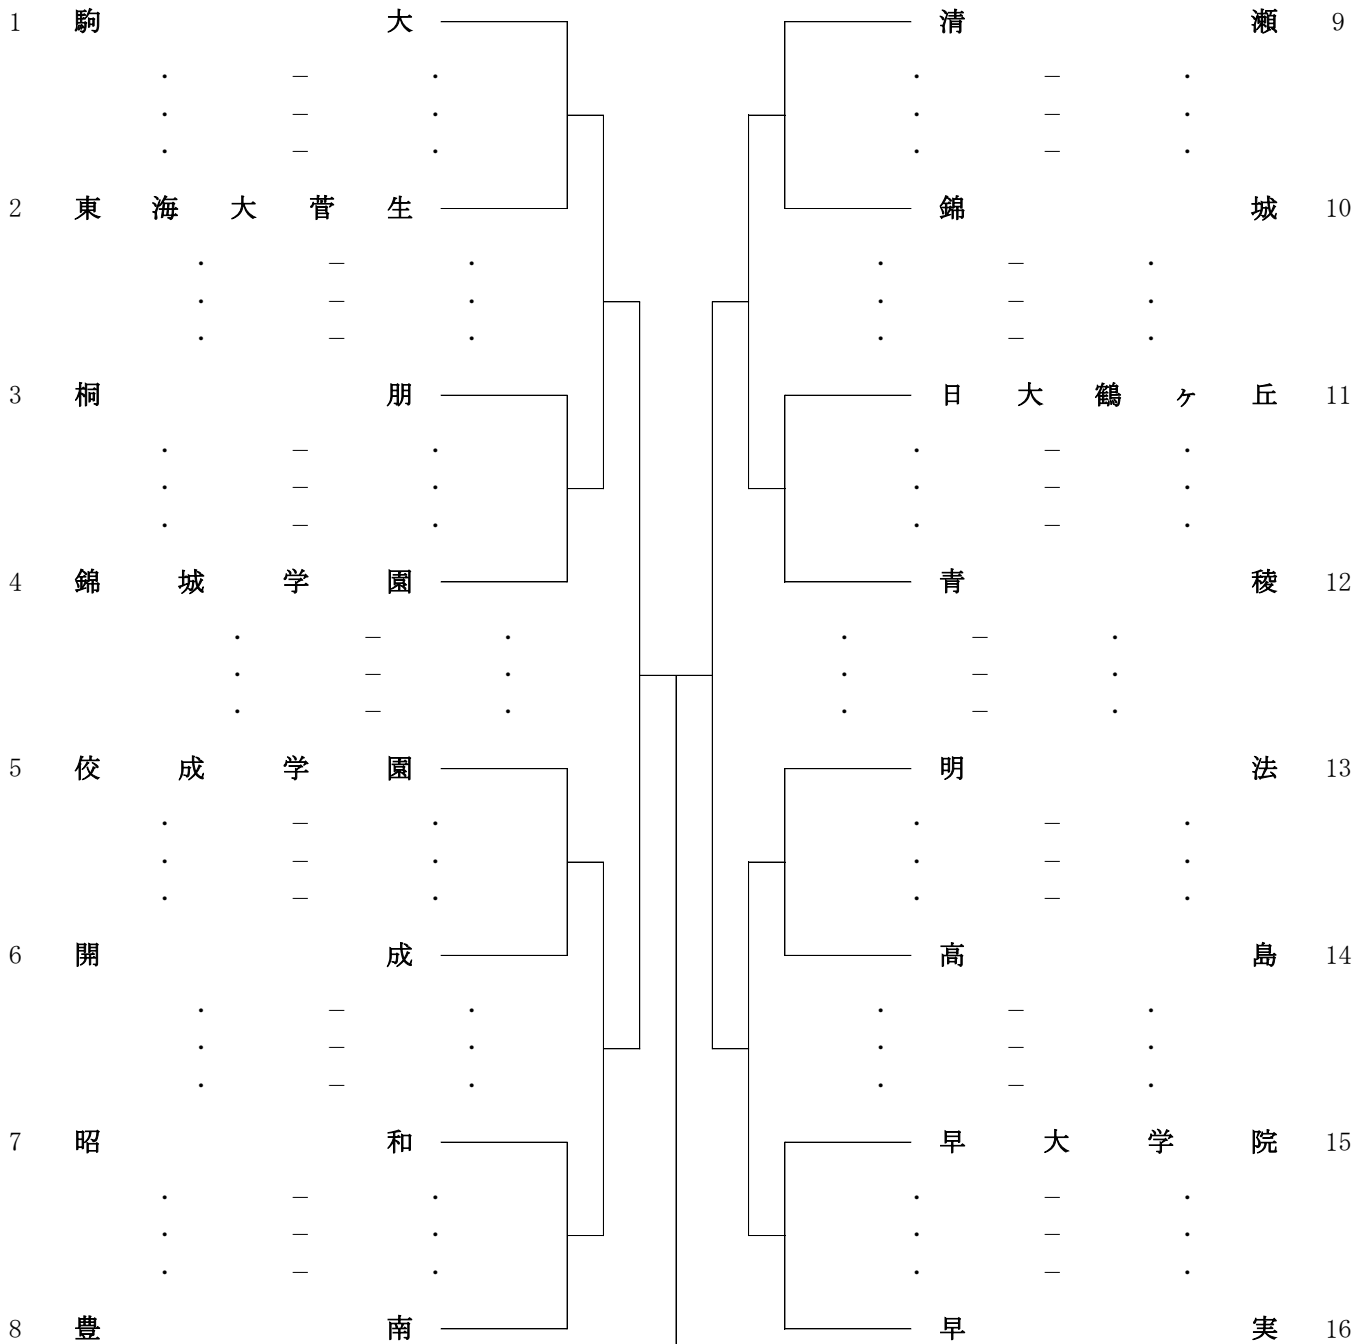 1 駒大 清瀬 9
・ － ・ ・ － ・
・ － ・ ・ － ・
・ － ・ ・ － ・
2 東海大菅生 錦城 10
・ － ・ ・ － ・
・ － ・ ・ － ・
・ － ・ ・ － ・
3 桐朋 日大鶴ヶ丘 11
・ － ・ ・ － ・
・ － ・ ・ － ・
・ － ・ ・ － ・
4 錦城学園 青稜 12
・ － ・ ・ － ・
・ － ・ ・ － ・
・ － ・ ・ － ・
5 佼成学園 明法 13
・ － ・ ・ － ・
・ － ・ ・ － ・
・ － ・ ・ － ・
6 開成 高島 14
・ － ・ ・ － ・
・ － ・ ・ － ・
・ － ・ ・ － ・
7 昭和 早大学院 15
・ － ・ ・ － ・
・ － ・ ・ － ・
・ － ・ ・ － ・
8 豊南 早実 16